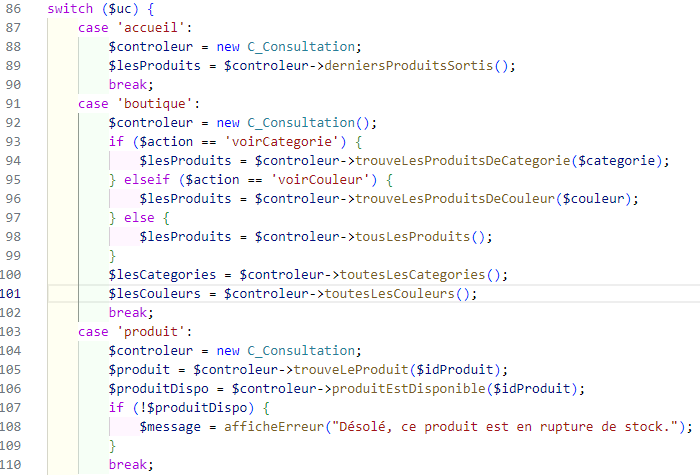 86 switch ($uc) {
87 case 'accueil':
88 $controleur = new C_Consultation;
89 $lesProduits = $controleur->derniersProduitsSortis();
90 break;
91 case 'boutique':
92 $controleur = new C_Consultation();
93 if ($action == 'voirCategorie') {
94 $lesProduits = $controleur->trouveLesProduitsDeCategorie($categorie);
95 } elseif ($action == 'voirCouleur') {
96 $lesProduits = $controleur->trouveLesProduitsDeCouleur($couleur);
97 } else {
98 $lesProduits = $controleur->tousLesProduits();
99 }
100 $lesCategories = $controleur->toutesLesCategories();
101 $lesCouleurs = $controleur->toutesLesCouleurs();
102 break;
103 case 'produit':
104 $controleur = new C_Consultation;
105 $produit = $controleur->trouveLeProduit($idProduit);
106 $produitDispo = $controleur->produitEstDisponible($idProduit);
107 if (!$produitDispo) {
108 $message = afficheErreur("Désolé, ce produit est en rupture de stock.");
109 }
110 break;